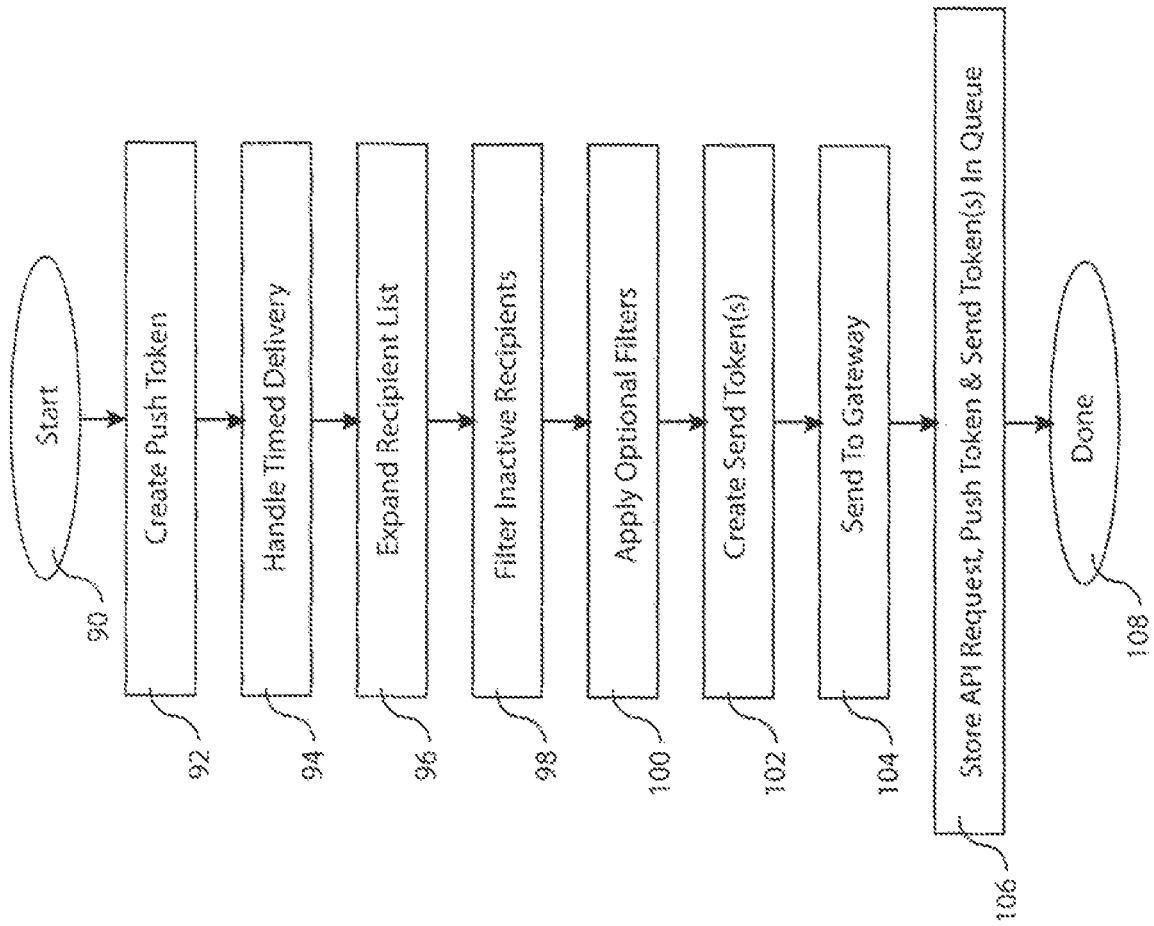 Start
90
Create Push Token
92
Handle Timed Delivery
94
Expand Recipient List
96
Filter Inactive Recipients
98
Apply Optional Filters
100
Create Send Token(s)
102
Send To Gateway
104
Store API Request, Push Token & Send Token(s) In Queue
106
Done
108